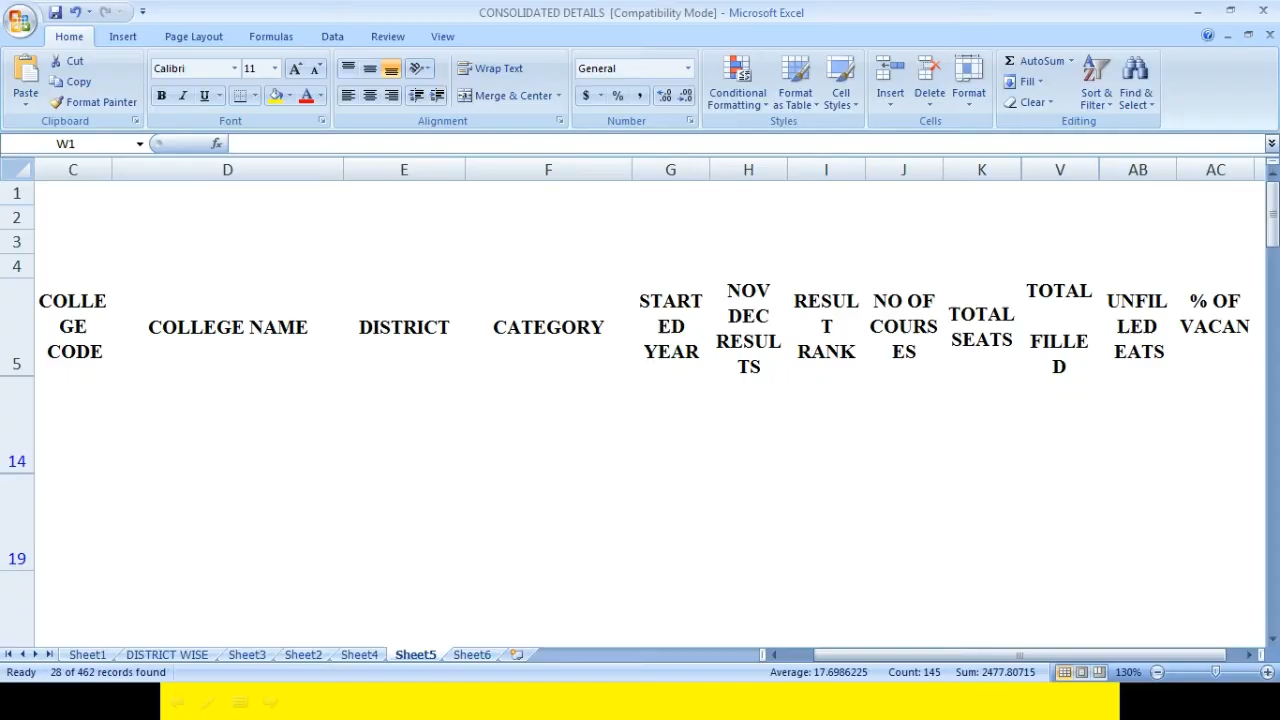 CONSOLIDATED DETAILS [Compatibility Mode] - Microsoft Excel
Home Insert Page Layout Formulas Data Review View
Paste
Cut
Copy
Format Painter
Clipboard
Calibri 11
B I U
Font
Wrap Text
Merge & Center
Alignment
General
$ % ,
Number
Conditional
Formatting
Format
as Table
Cell
Styles
Styles
Insert
Delete
Format
Cells
Σ AutoSum
Fill
Clear
Sort &
Filter
Find &
Select
Editing
W1 fx
C D E F G H I J K V AB AC
1
2
3
4
5
COLLE
GE
CODE
COLLEGE NAME
DISTRICT
CATEGORY
START
ED
YEAR
NOV
DEC
RESUL
TS
RESUL
T
RANK
NO OF
COURS
ES
TOTAL
SEATS
TOTAL
FILLE
D
UNFIL
LED
EATS
% OF
VACAN
14
19
Sheet1 DISTRICT WISE Sheet3 Sheet2 Sheet4 Sheet5 Sheet6
Ready 28 of 462 records found Average: 17.6986225 Count: 145 Sum: 2477.80715 130%